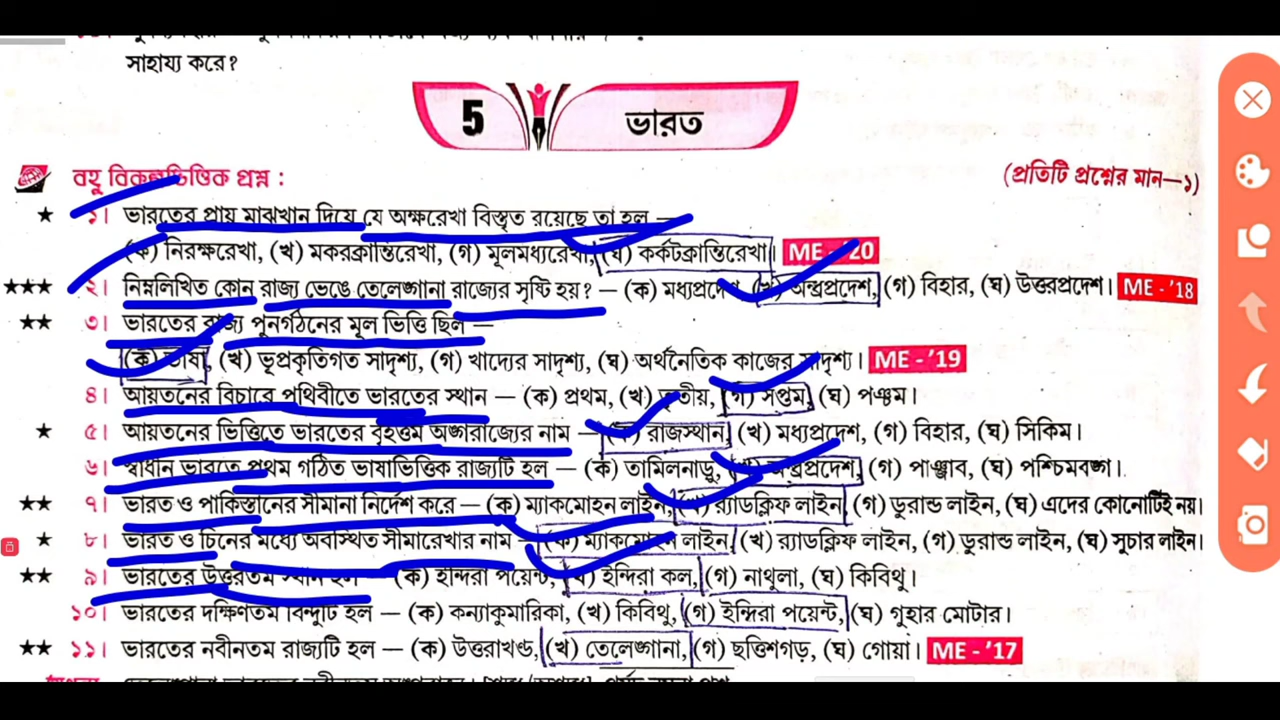 সাহায্য করে?
5 ভারত
বহু বিকল্পভিত্তিক প্রশ্ন : (প্রতিটি প্রশ্নের মান—১)
★ ১। ভারতের প্রায় মাঝখান দিয়ে যে অক্ষরেখা বিস্তৃত রয়েছে তা হল —
(ক) নিরক্ষরেখা, (খ) মকরক্রান্তিরেখা, (গ) মূলমধ্যরেখা, (ঘ) কর্কটক্রান্তিরেখা। ME - 20
★★★ ২। নিম্নলিখিত কোন রাজ্য ভেঙে তেলেঙ্গানা রাজ্যের সৃষ্টি হয়? — (ক) মধ্যপ্রদেশ, (খ) অন্ধ্রপ্রদেশ, (গ) বিহার, (ঘ) উত্তরপ্রদেশ। ME - '18
★★ ৩। ভারতের রাজ্য পুনর্গঠনের মূল ভিত্তি ছিল —
(ক) ভাষা, (খ) ভূপ্রকৃতিগত সাদৃশ্য, (গ) খাদ্যের সাদৃশ্য, (ঘ) অর্থনৈতিক কাজের সাদৃশ্য। ME - '19
৪। আয়তনের বিচারে পৃথিবীতে ভারতের স্থান — (ক) প্রথম, (খ) তৃতীয়, (গ) সপ্তম, (ঘ) পঞ্চম।
★ ৫। আয়তনের ভিত্তিতে ভারতের বৃহত্তম অঙ্গরাজ্যের নাম — (ক) রাজস্থান, (খ) মধ্যপ্রদেশ, (গ) বিহার, (ঘ) সিকিম।
৬। স্বাধীন ভারতে প্রথম গঠিত ভাষাভিত্তিক রাজ্যটি হল — (ক) তামিলনাড়ু, (খ) অন্ধ্রপ্রদেশ, (গ) পাঞ্জাব, (ঘ) পশ্চিমবঙ্গ।
★★ ৭। ভারত ও পাকিস্তানের সীমানা নির্দেশ করে — (ক) ম্যাকমোহন লাইন, (খ) র‍্যাডক্লিফ লাইন, (গ) ডুরান্ড লাইন, (ঘ) এদের কোনোটিই নয়।
★ ৮। ভারত ও চিনের মধ্যে অবস্থিত সীমারেখার নাম — (ক) ম্যাকমোহন লাইন, (খ) র‍্যাডক্লিফ লাইন, (গ) ডুরান্ড লাইন, (ঘ) সুচার লাইন।
★★ ৯। ভারতের উত্তরতম স্থান হল — (ক) ইন্দিরা পয়েন্ট, (খ) ইন্দিরা কল, (গ) নাথুলা, (ঘ) কিবিথু।
১০। ভারতের দক্ষিণতম বিন্দুটি হল — (ক) কন্যাকুমারিকা, (খ) কিবিথু, (গ) ইন্দিরা পয়েন্ট, (ঘ) গুহার মোটার।
★★ ১১। ভারতের নবীনতম রাজ্যটি হল — (ক) উত্তরাখণ্ড, (খ) তেলেঙ্গানা, (গ) ছত্তিশগড়, (ঘ) গোয়া। ME - '17